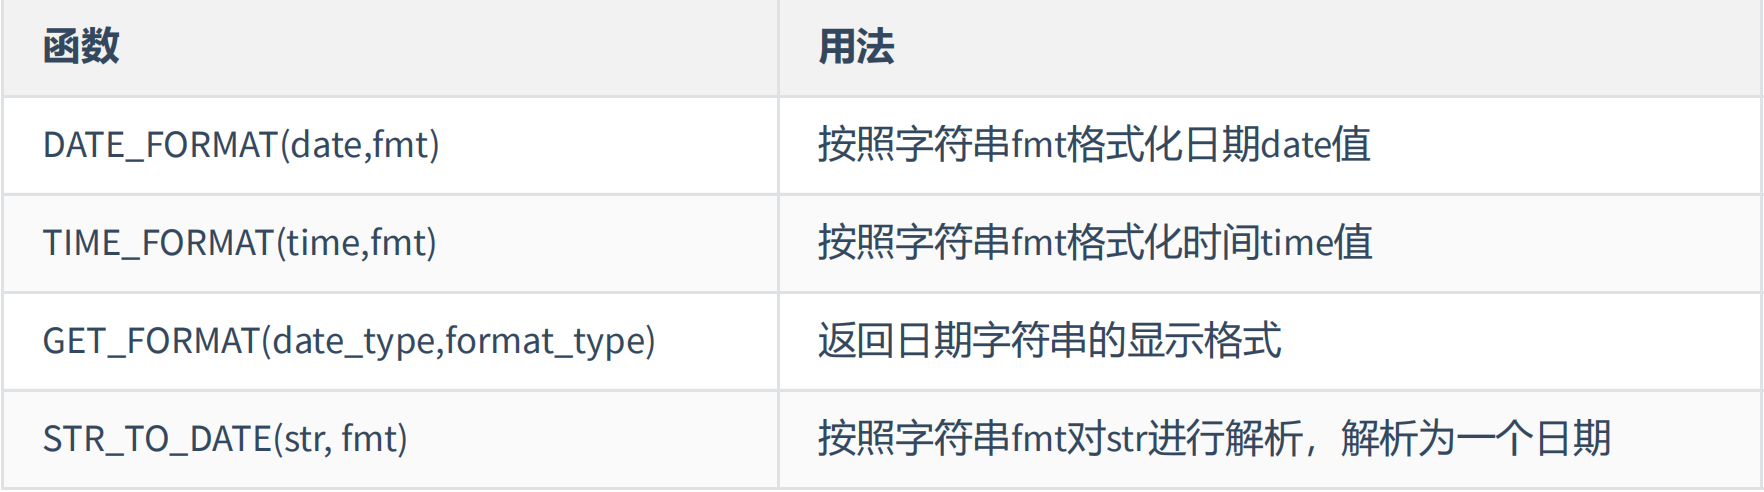 函数 用法
DATE_FORMAT(date,fmt) 按照字符串fmt格式化日期date值
TIME_FORMAT(time,fmt) 按照字符串fmt格式化时间time值
GET_FORMAT(date_type,format_type) 返回日期字符串的显示格式
STR_TO_DATE(str, fmt) 按照字符串fmt对str进行解析，解析为一个日期